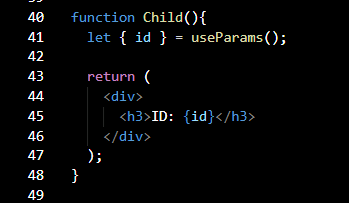 40 function Child(){
41 let { id } = useParams();
42
43 return (
44 <div>
45 <h3>ID: {id}</h3>
46 </div>
47 );
48 }
49